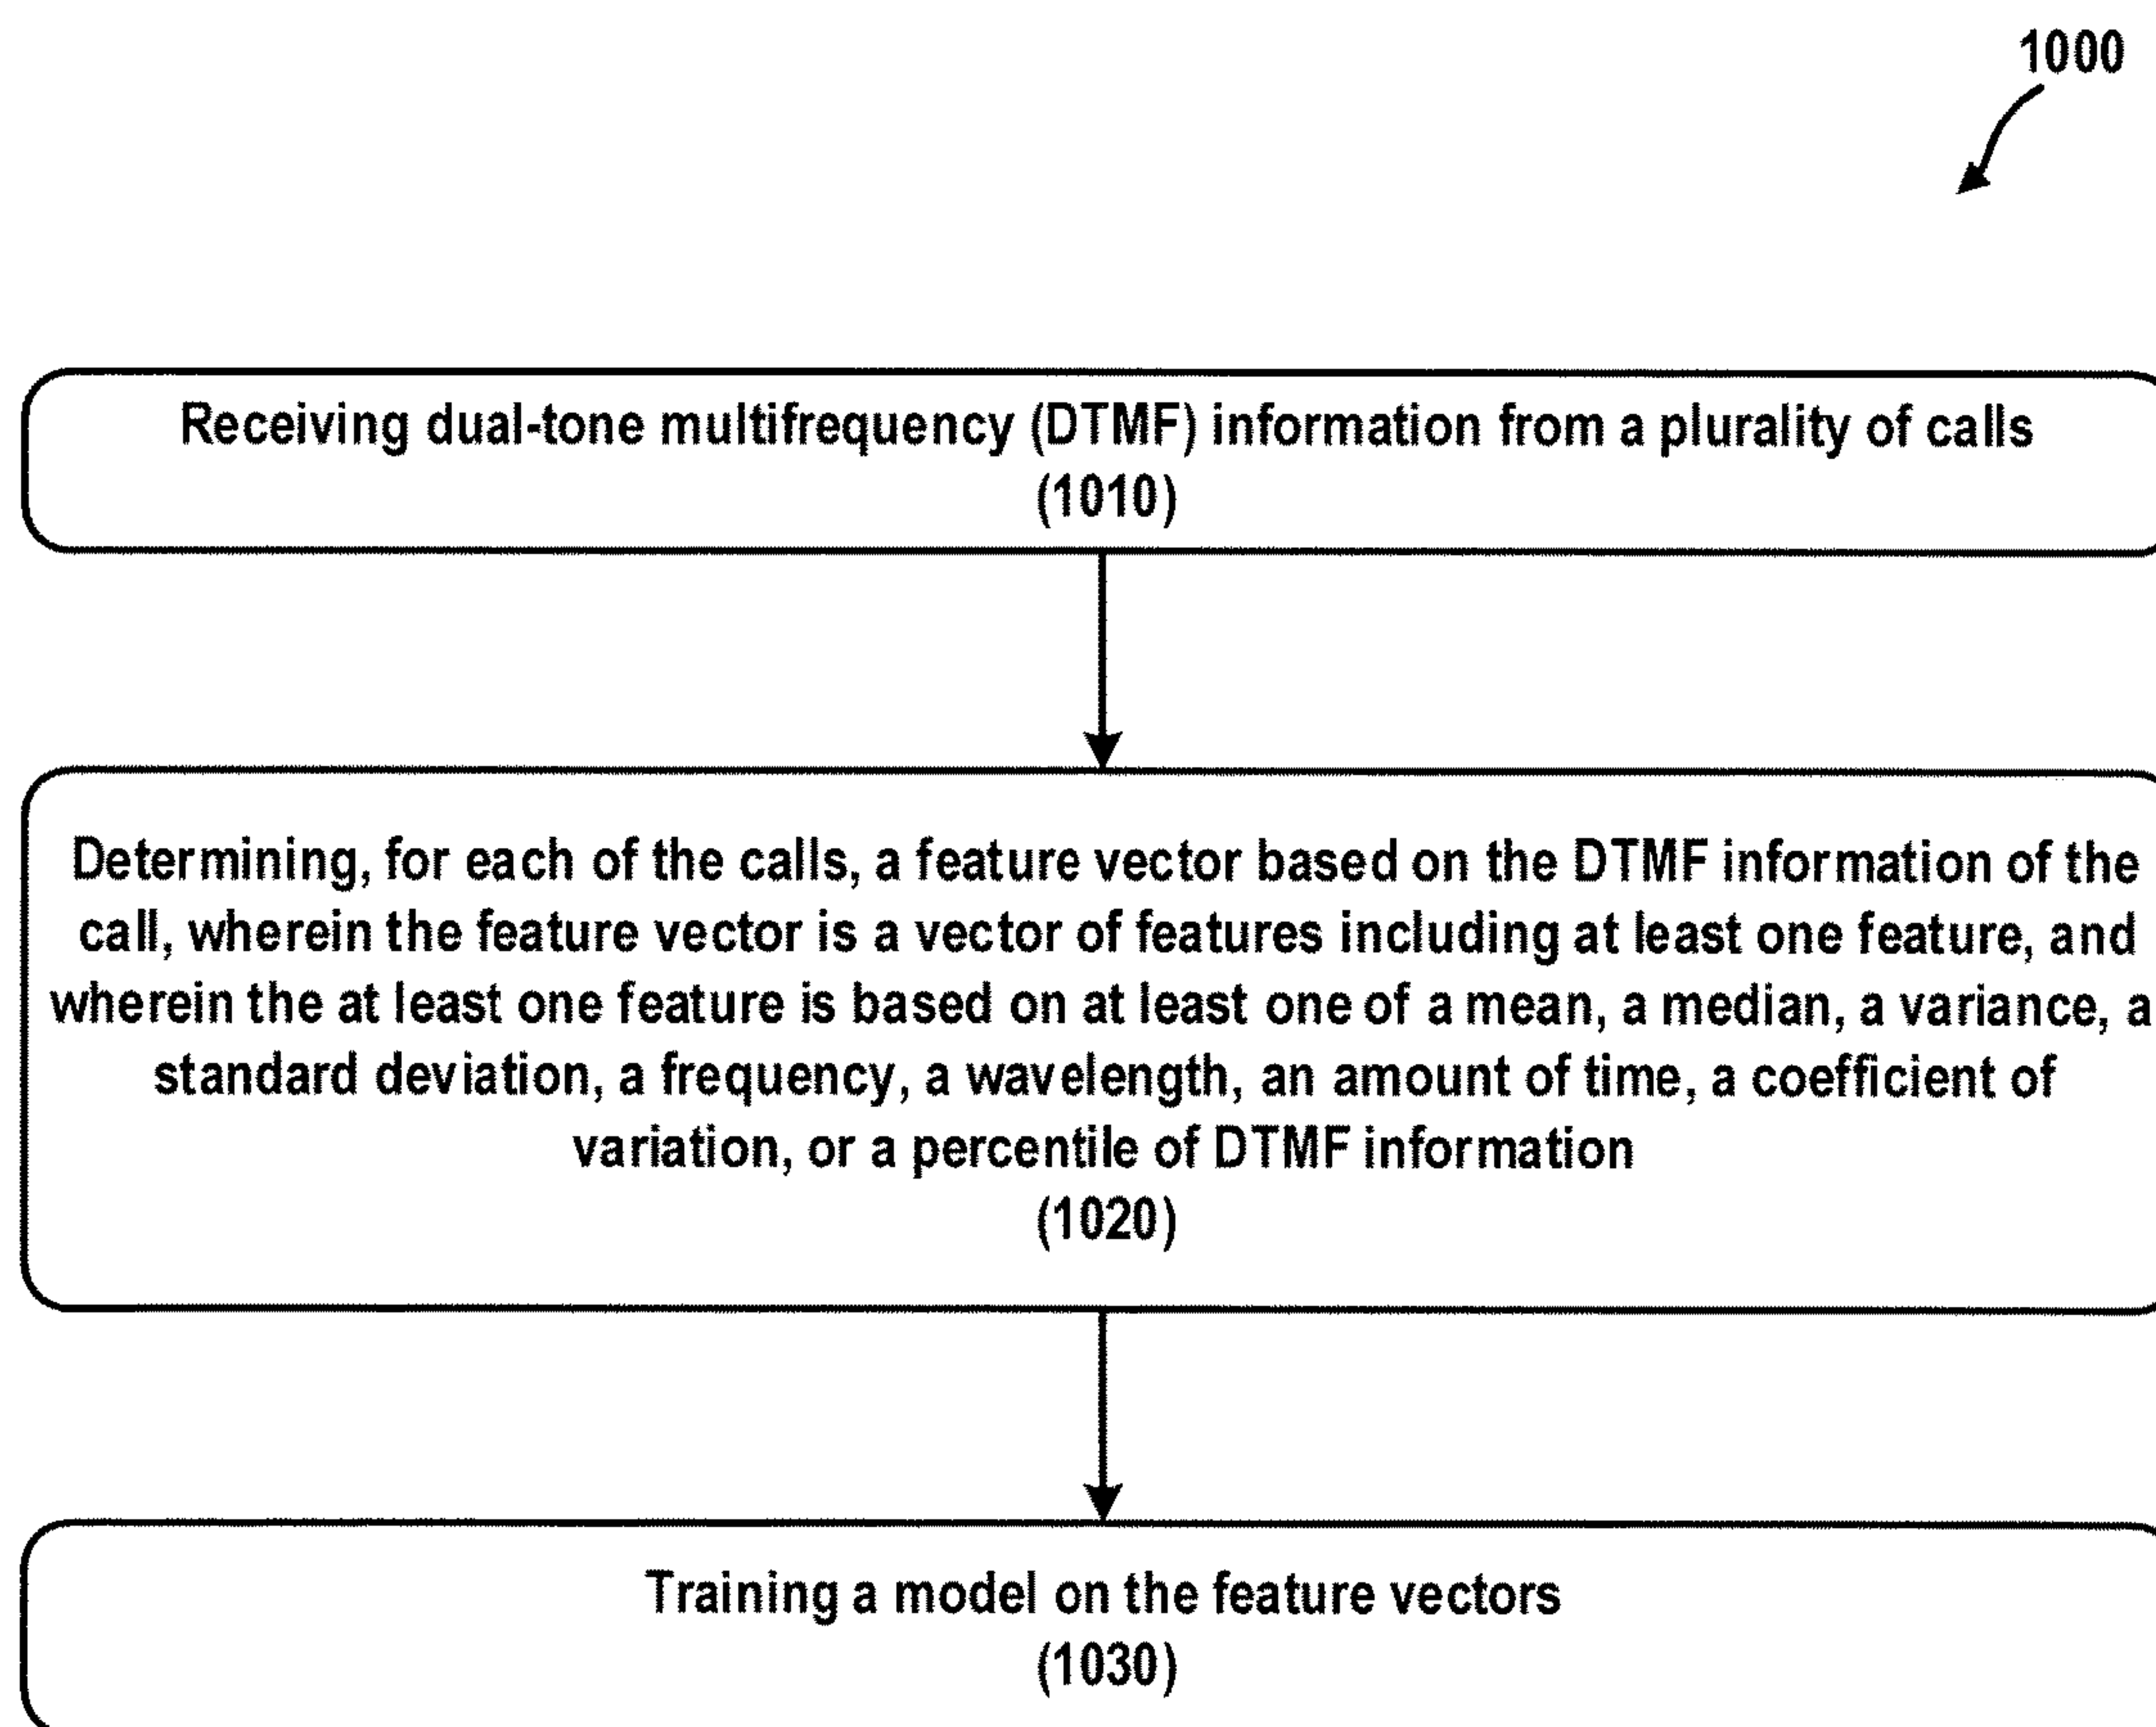 1000
Receiving dual-tone multifrequency (DTMF) information from a plurality of calls
(1010)
Determining, for each of the calls, a feature vector based on the DTMF information of the
call, wherein the feature vector is a vector of features including at least one feature, and
wherein the at least one feature is based on at least one of a mean, a median, a variance, a
standard deviation, a frequency, a wavelength, an amount of time, a coefficient of
variation, or a percentile of DTMF information
(1020)
Training a model on the feature vectors
(1030)